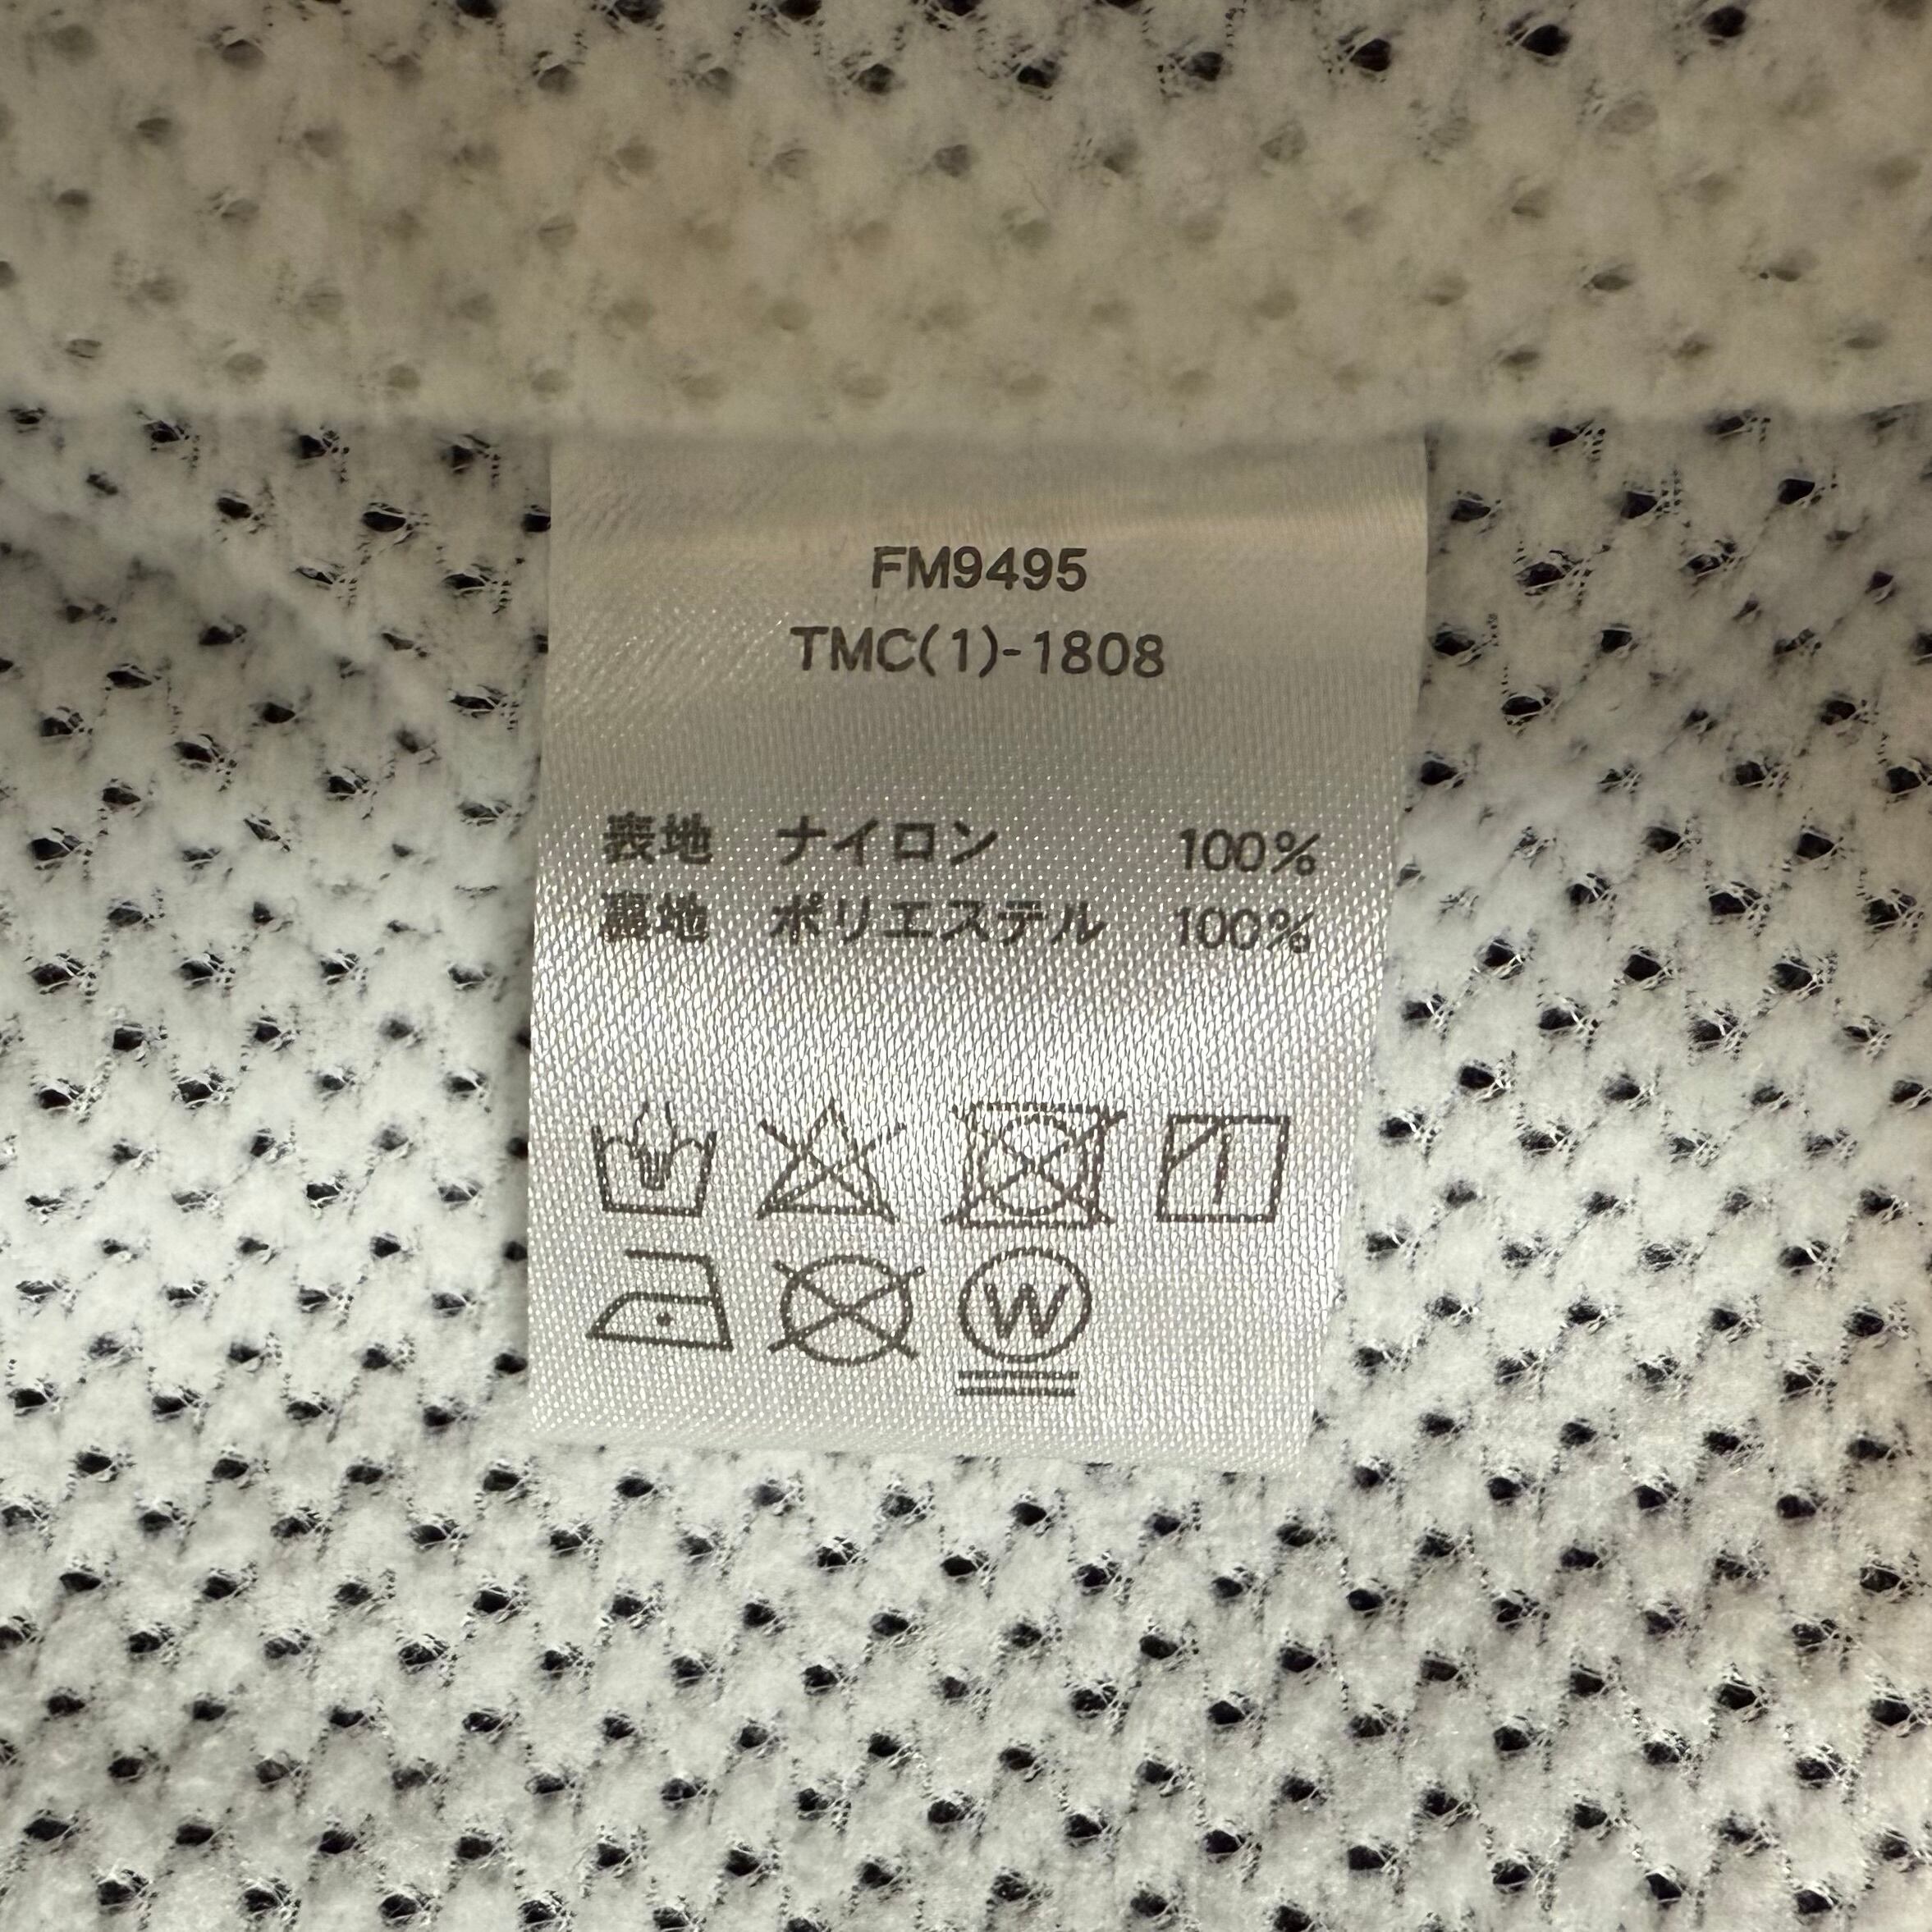 FM9495
TMC(1)-1808
表地 ナイロン 100%
裏地 ポリエステル 100%
W